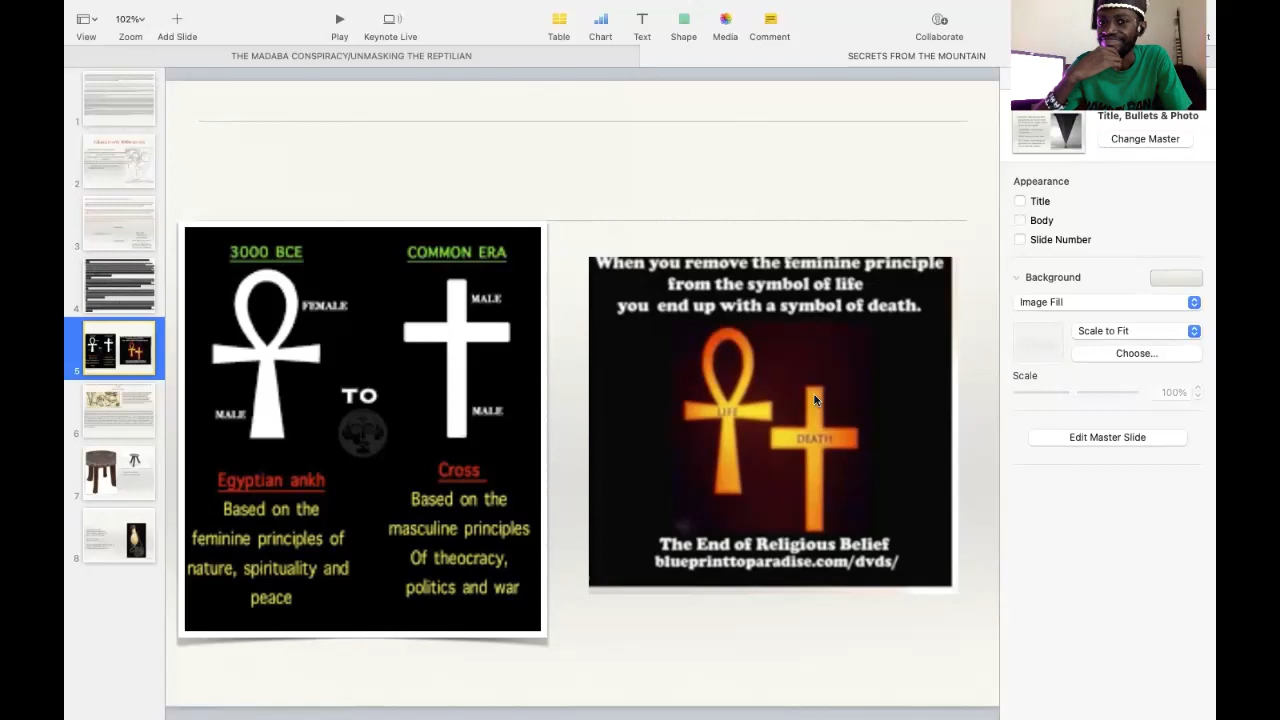 102%
View
Zoom
Add Slide
Play
Keynote Live
Table
Chart
Text
Shape
Media
Comment
Collaborate
THE MADABA CONSPIRACY/UNMASKING THE REPTILIAN
SECRETS FROM THE MOUNTAIN
1
2
3
4
5
6
7
8
3000 BCE
FEMALE
MALE
Egyptian ankh
Based on the
feminine principles of
nature, spirituality and
peace
TO
COMMON ERA
MALE
MALE
Cross
Based on the
masculine principles
Of theocracy,
politics and war
When you remove the feminine principle
from the symbol of life
you end up with a symbol of death.
LIFE
DEATH
The End of Religious Belief
blueprinttoparadise.com/dvds/
Title, Bullets & Photo
Change Master
Appearance
Title
Body
Slide Number
Background
Image Fill
Scale to Fit
Choose...
Scale
100%
Edit Master Slide